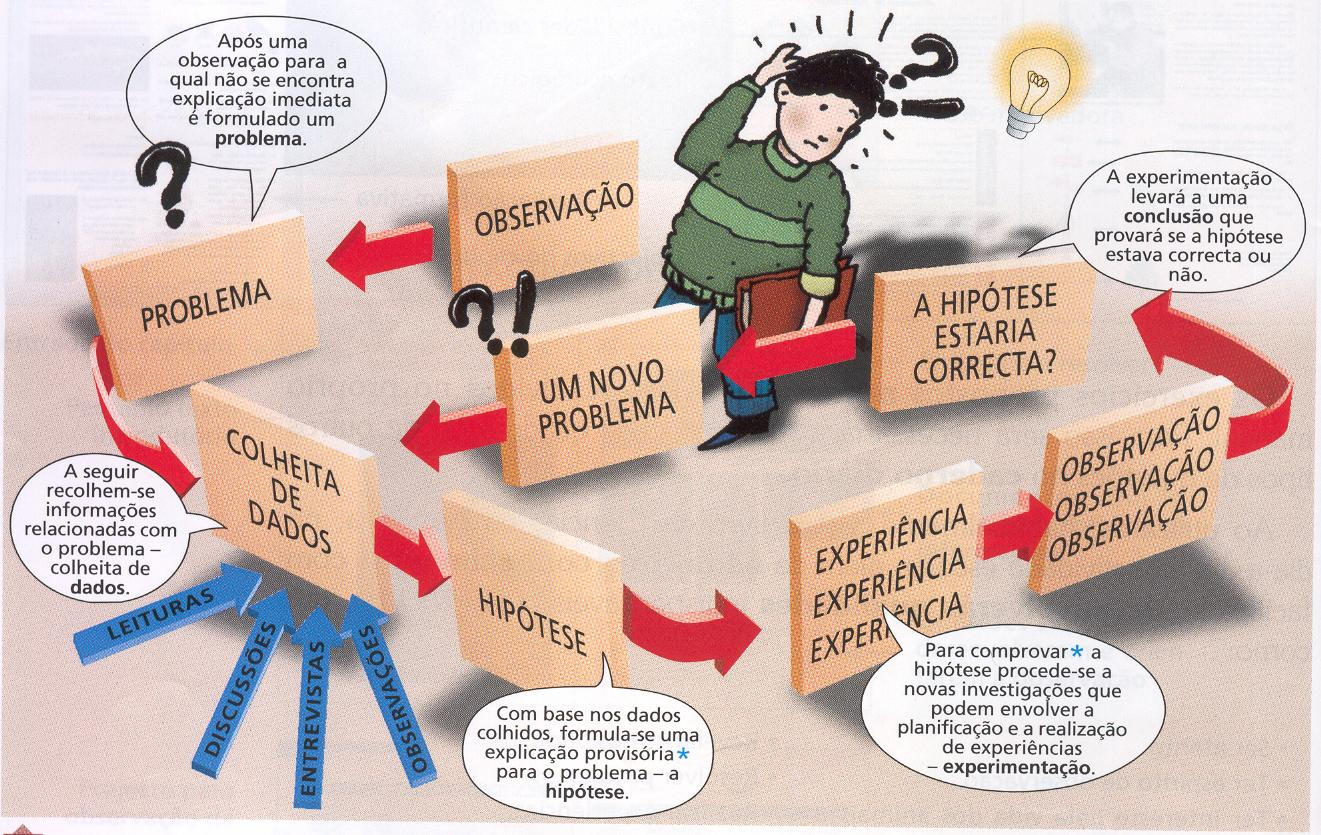 Após uma
observação para a
qual não se encontra
explicação imediata
é formulado um
problema.
OBSERVAÇÃO
PROBLEMA
A seguir
recolhem-se
informações
relacionadas com
o problema –
colheita de
dados.
COLHEITA
DE
DADOS
LEITURAS
DISCUSSÕES
ENTREVISTAS
OBSERVAÇÕES
HIPÓTESE
Com base nos dados
colhidos, formula-se uma
explicação provisória*
para o problema – a
hipótese.
EXPERIÊNCIA
EXPERIÊNCIA
EXPERIÊNCIA
Para comprovar* a
hipótese procede-se a
novas investigações que
podem envolver a
planificação e a realização
de experiências
– experimentação.
OBSERVAÇÃO
OBSERVAÇÃO
OBSERVAÇÃO
A experimentação
levará a uma
conclusão que
provará se a hipótese
estava correcta ou
não.
A HIPÓTESE
ESTARIA
CORRECTA?
?!
UM NOVO
PROBLEMA